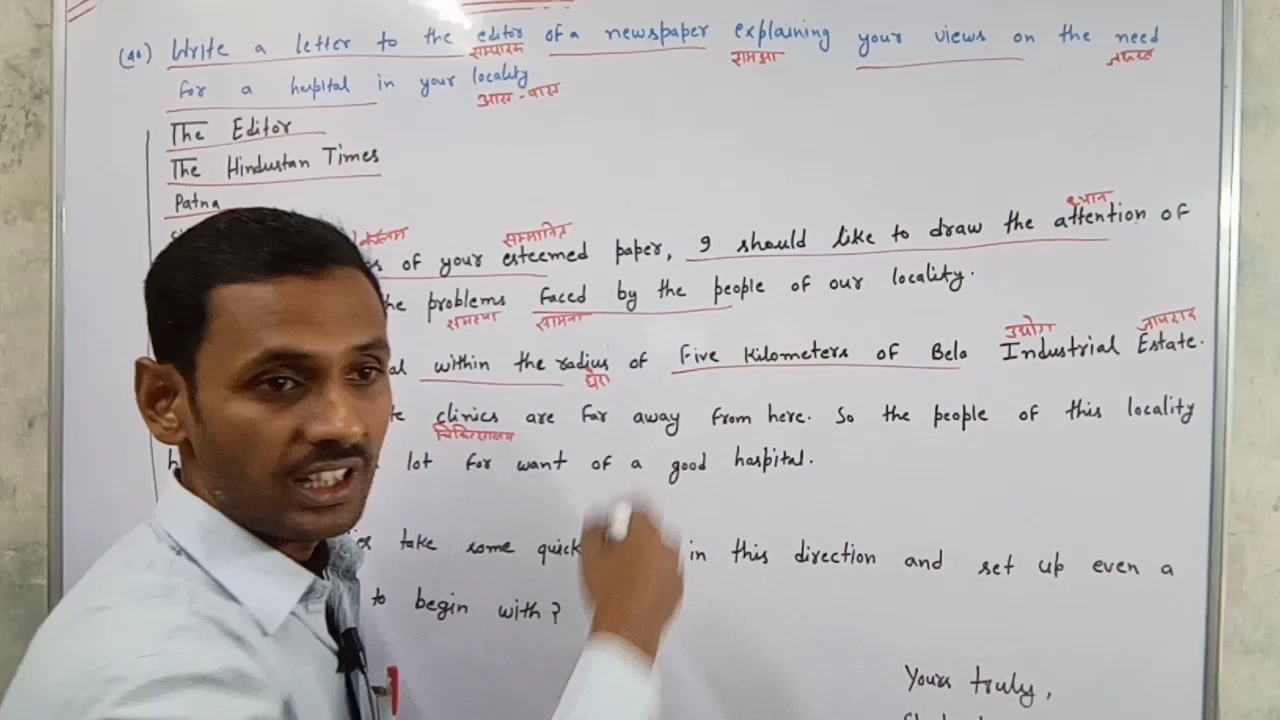 Write a letter to the editor of a newspaper explaining your views on the need
सम्पादक समझा जरूरत
for a hospital in your locality.
आस-पास
The Editor
The Hindustan Times
Patna
ध्यान
सम्मानित
of your esteemed paper, I should like to draw the attention of
the problems faced by the people of our locality.
समस्या सामना
उद्योग जायदाद
within the radius of five kilometers of Bela Industrial Estate.
घेरा
clinics are far away from here. So the people of this locality
चिकित्सालय
lot for want of a good hospital.
take some quick in this direction and set up even a
to begin with?
Yours truly,